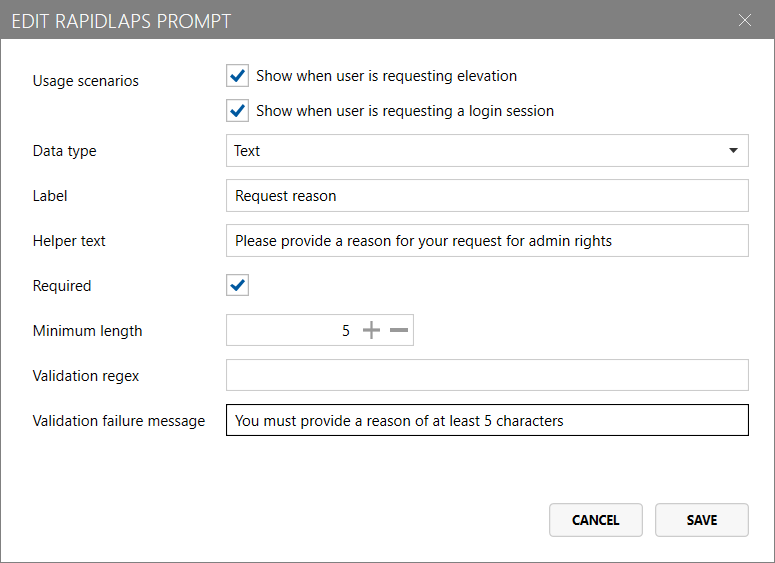 EDIT RAPIDLAPS PROMPT
Usage scenarios
Show when user is requesting elevation
Show when user is requesting a login session
Data type
Text
Label
Request reason
Helper text
Please provide a reason for your request for admin rights
Required
Minimum length
5
Validation regex
Validation failure message
You must provide a reason of at least 5 characters
CANCEL
SAVE